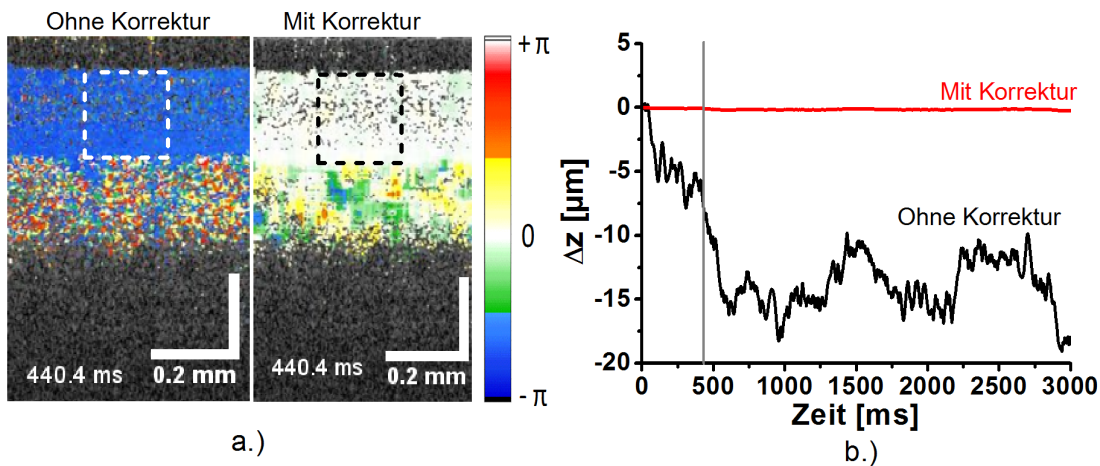 Ohne Korrektur
Mit Korrektur
+ π
0
- π
440.4 ms
0.2 mm
440.4 ms
0.2 mm
a.)
5
0
-5
-10
-15
-20
Δz [µm]
Mit Korrektur
Ohne Korrektur
0
500
1000
1500
2000
2500
3000
Zeit [ms]
b.)